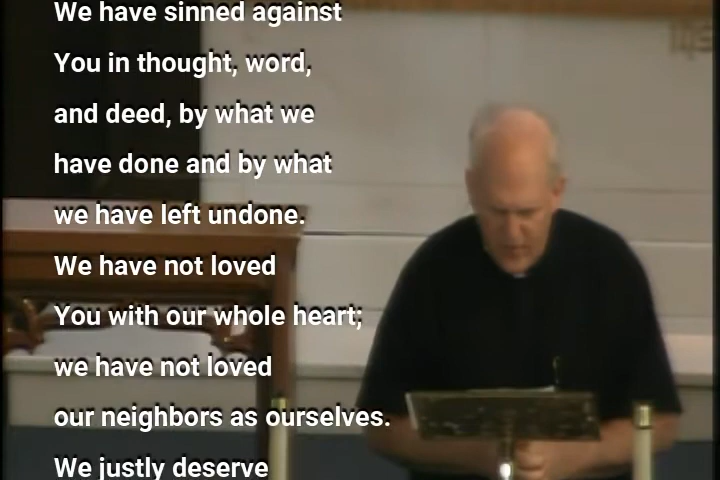 We have sinned against
You in thought, word,
and deed, by what we
have done and by what
we have left undone.
We have not loved
You with our whole heart;
we have not loved
our neighbors as ourselves.
We justly deserve